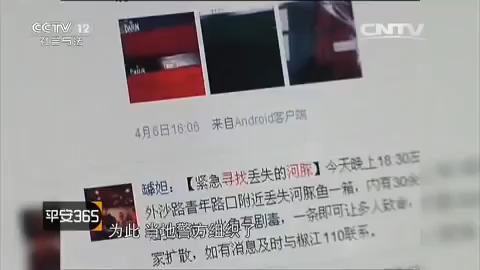 CCTV 12
社会与法
CNTV
Palin
4月6日16:06 来自Android客户端
【紧急寻找丢失的河豚】今天晚上18.30左
外沙路青年路口附近丢失河豚鱼一箱，内有30余
有剧毒，一条即可让多人致命，
家扩散，如有消息及时与椒江110联系。
平安365
为此 当地警方组织了